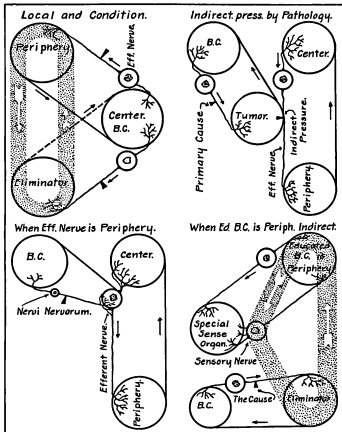 Local and Condition.
Periphery
Eff. Nerve.
Center.
B.C.
Eliminator
Indirect. press. by Pathology.
B.C.
Center.
Tumor.
Primary Cause
Indirect
Pressure.
Eff. Nerve
Periphery.
When Eff. Nerve is Periphery.
B.C.
Center.
Nervi Nervorum.
Efferent Nerve.
Periphery.
When Ed. B.C. is Periph. Indirect.
Educated
B.C.
Periphery
Special
Sense
Organ.
Sensory Nerve
The Cause
B.C.
Eliminator